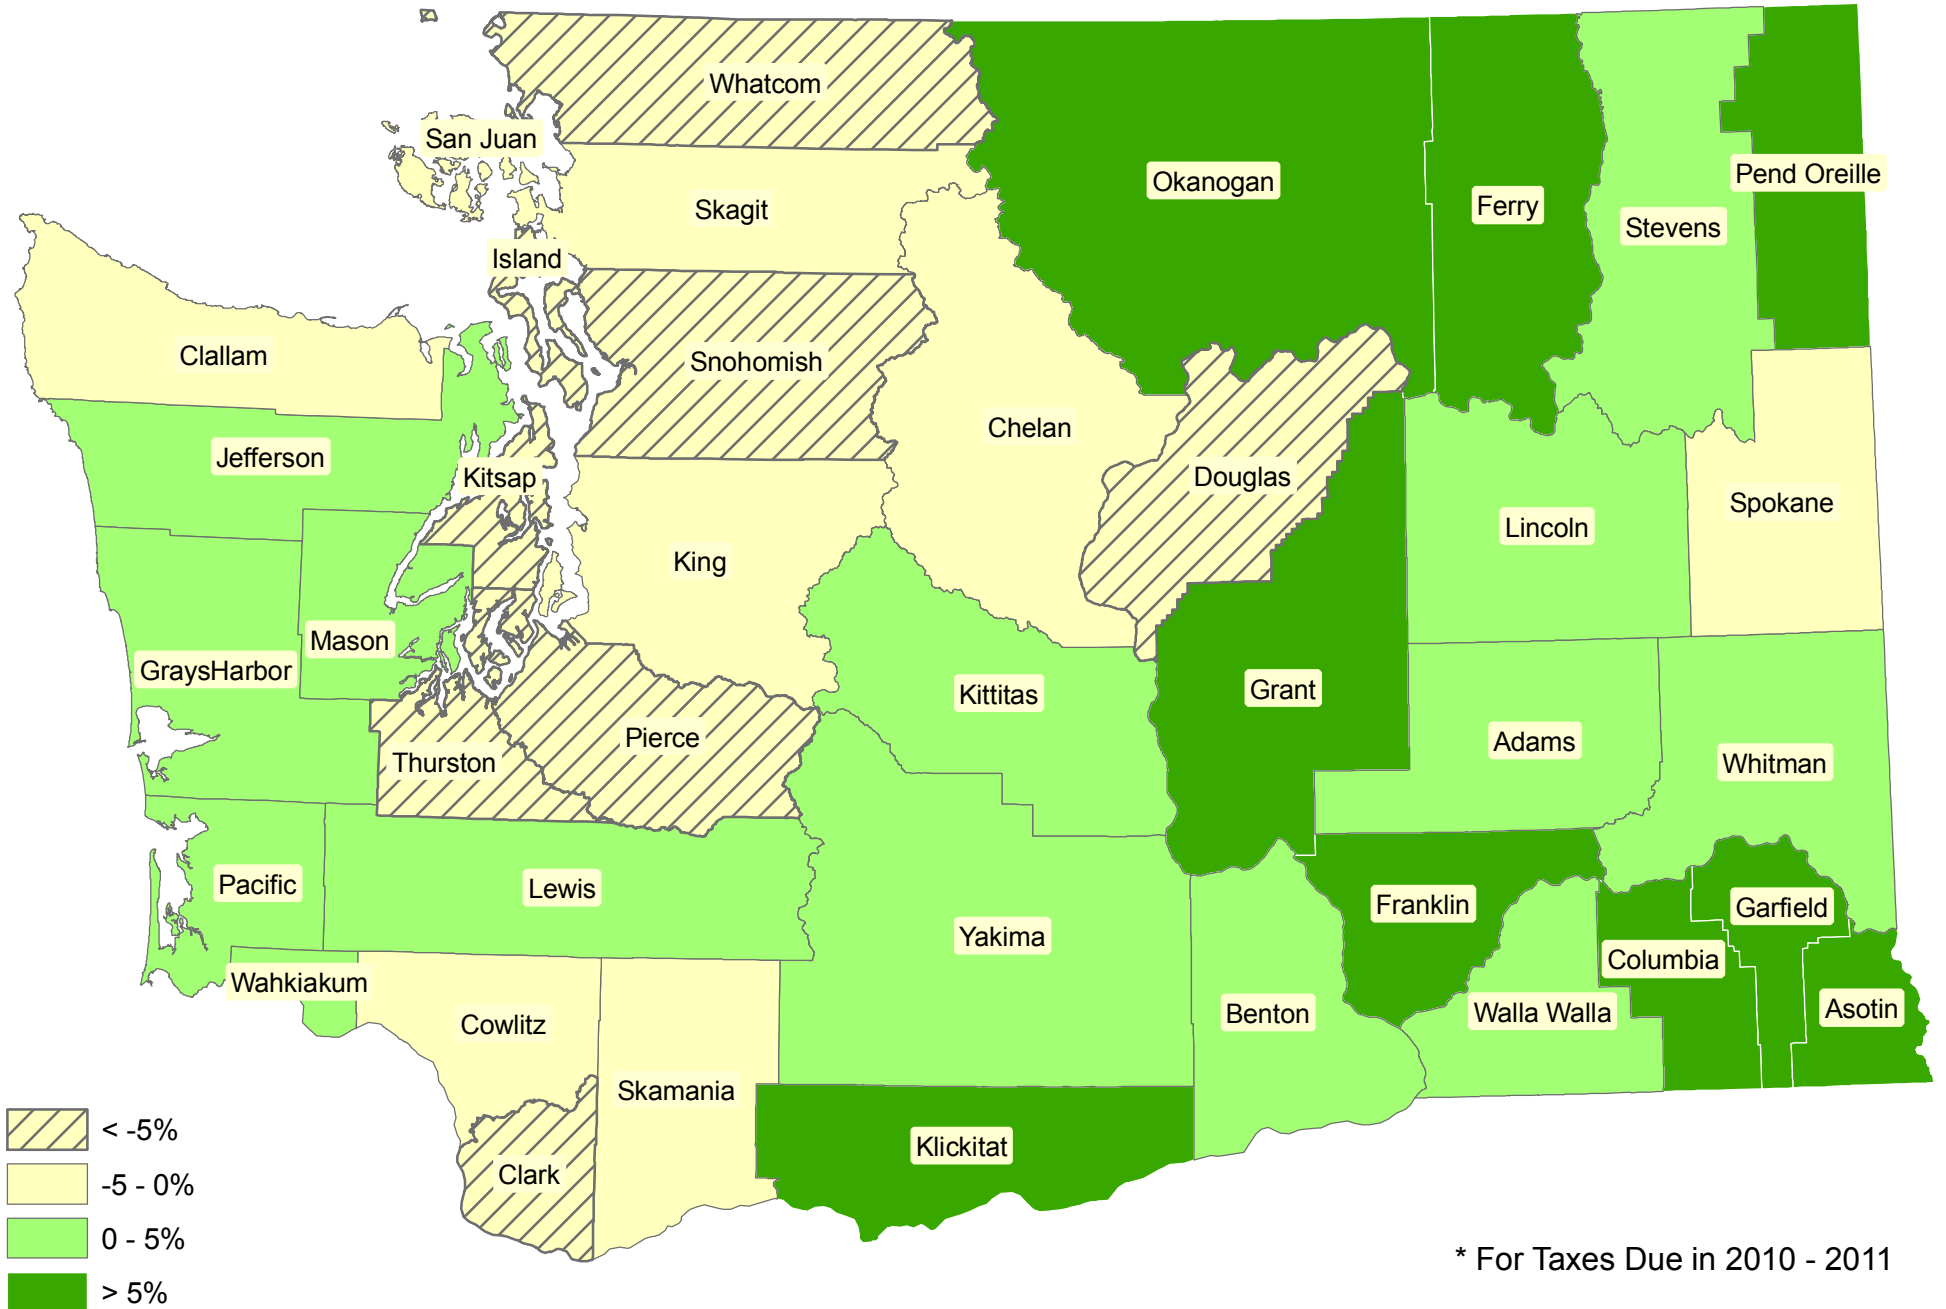 Whatcom
San Juan
Skagit
Okanogan
Ferry
Pend Oreille
Stevens
Island
Clallam
Snohomish
Chelan
Jefferson
Kitsap
Douglas
Spokane
Lincoln
King
Mason
GraysHarbor
Kittitas
Grant
Pierce
Thurston
Adams
Whitman
Pacific
Lewis
Franklin
Garfield
Yakima
Columbia
Wahkiakum
Cowlitz
Benton
Walla Walla
Asotin
Skamania
Klickitat
Clark
< -5%
-5 - 0%
0 - 5%
> 5%
* For Taxes Due in 2010 - 2011